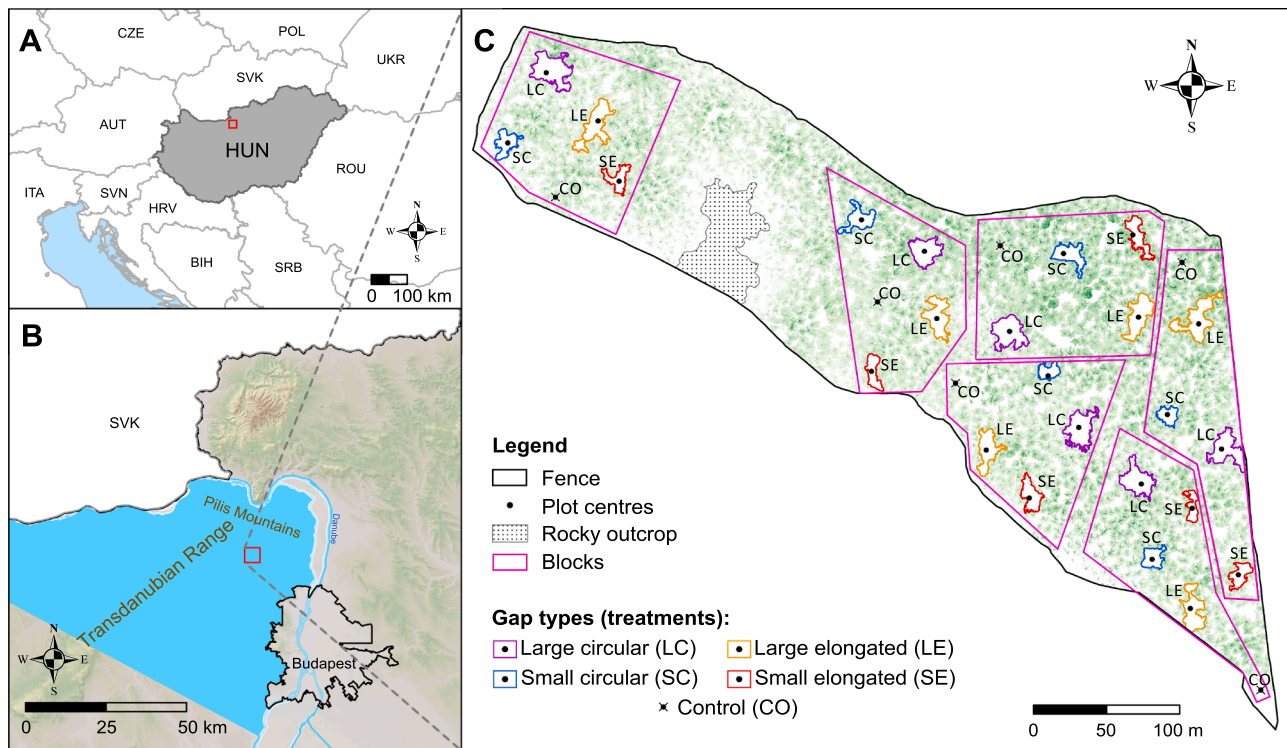 A
CZE
POL
UKR
SVK
AUT
HUN
ROU
ITA
SVN
HRV
BIH
SRB
N
W
E
S
0
100 km
B
SVK
Pilis Mountains
Danube
Transdanubian Range
Budapest
N
W
E
S
0
25
50 km
C
N
W
E
S
LC
LE
SC
SE
CO
SC
LC
CO
LE
SE
CO
SC
SE
LC
LE
CO
LE
SC
LC
SE
CO
SC
LC
LE
SE
LC
SE
SC
LE
CO
Legend
Fence
Plot centres
Rocky outcrop
Blocks
Gap types (treatments):
Large circular (LC)
Large elongated (LE)
Small circular (SC)
Small elongated (SE)
Control (CO)
0
50
100 m